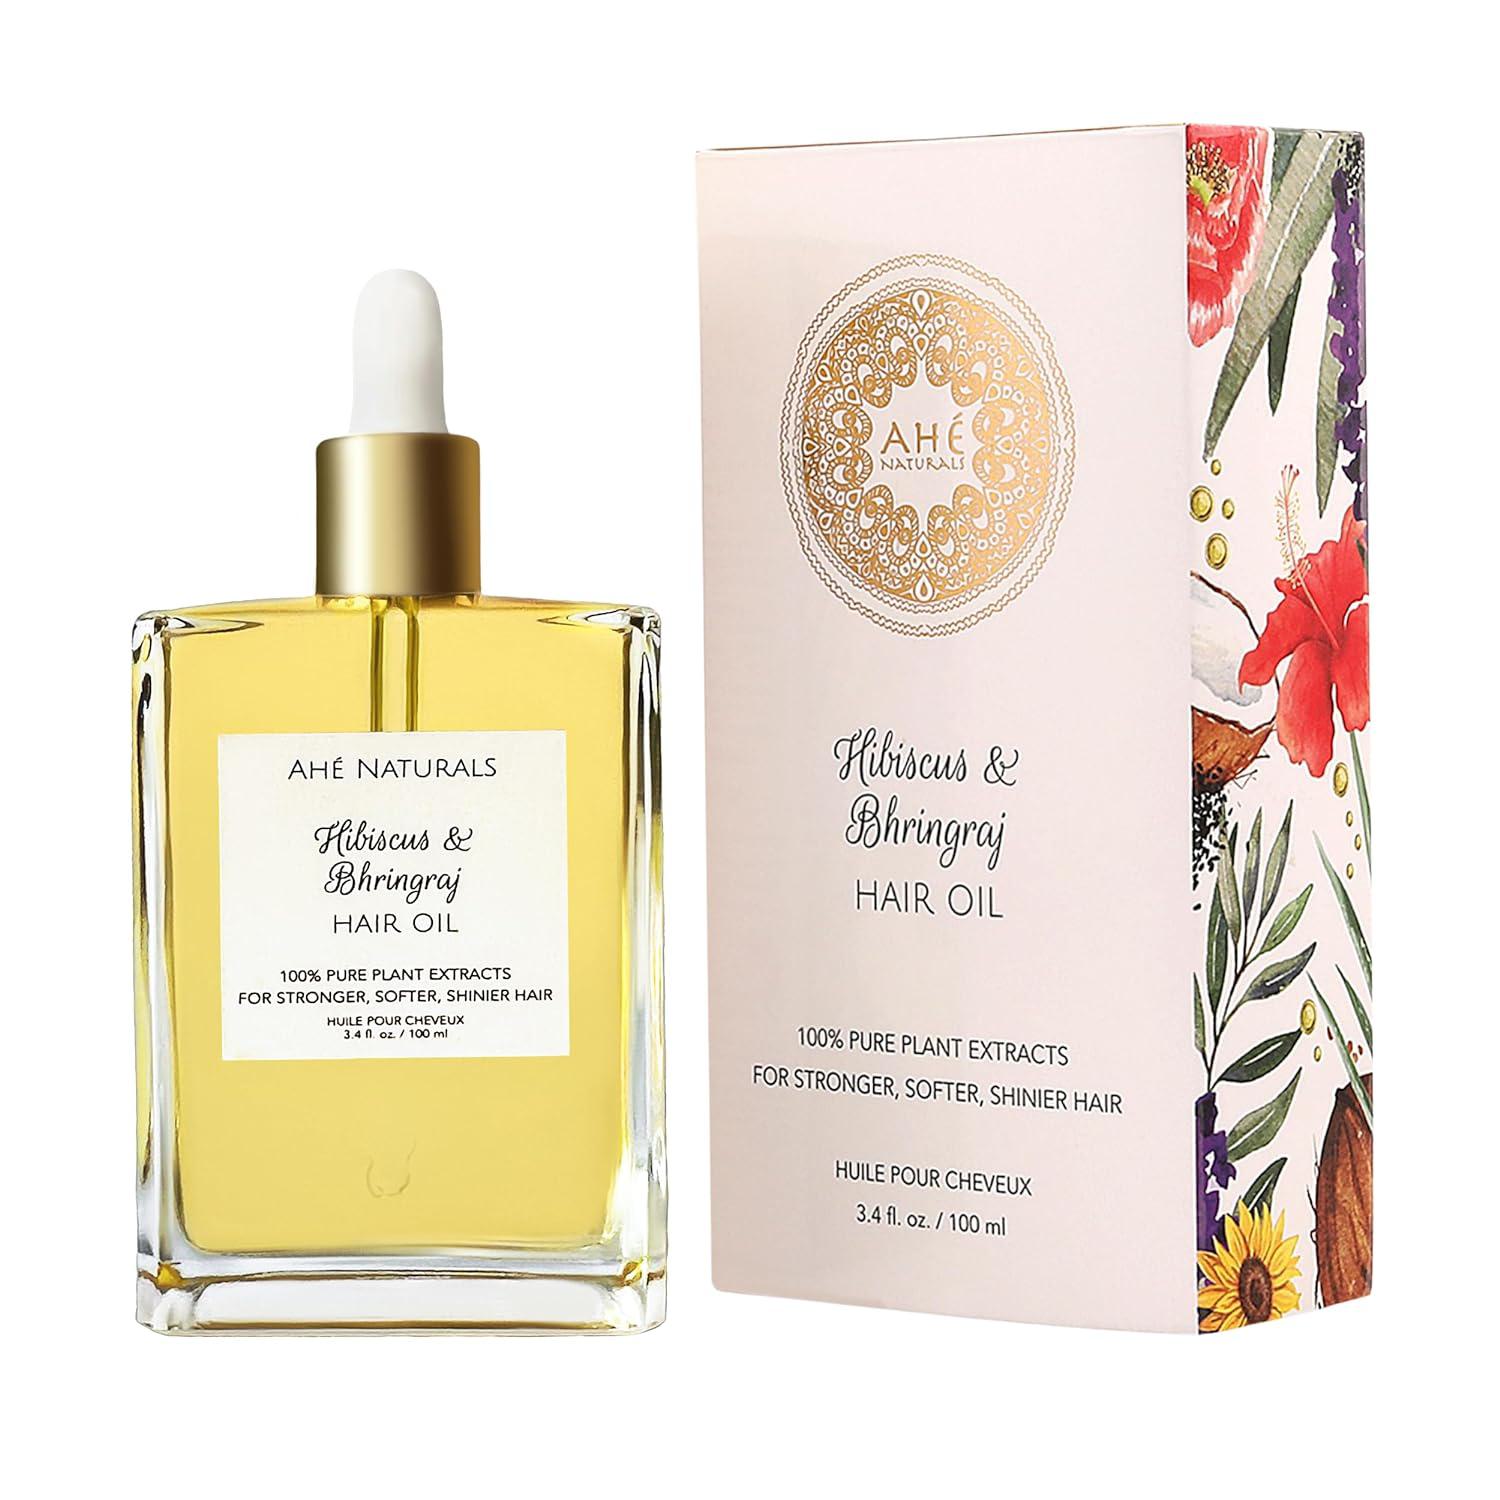 AHÉ NATURALS
Hibiscus &
Bhringraj
HAIR OIL
100% PURE PLANT EXTRACTS
FOR STRONGER, SOFTER, SHINIER HAIR
HUILE POUR CHEVEUX
3.4 fl. oz. / 100 ml
AHÉ
NATURALS
Hibiscus &
Bhringraj
HAIR OIL
100% PURE PLANT EXTRACTS
FOR STRONGER, SOFTER, SHINIER HAIR
HUILE POUR CHEVEUX
3.4 fl. oz. / 100 ml